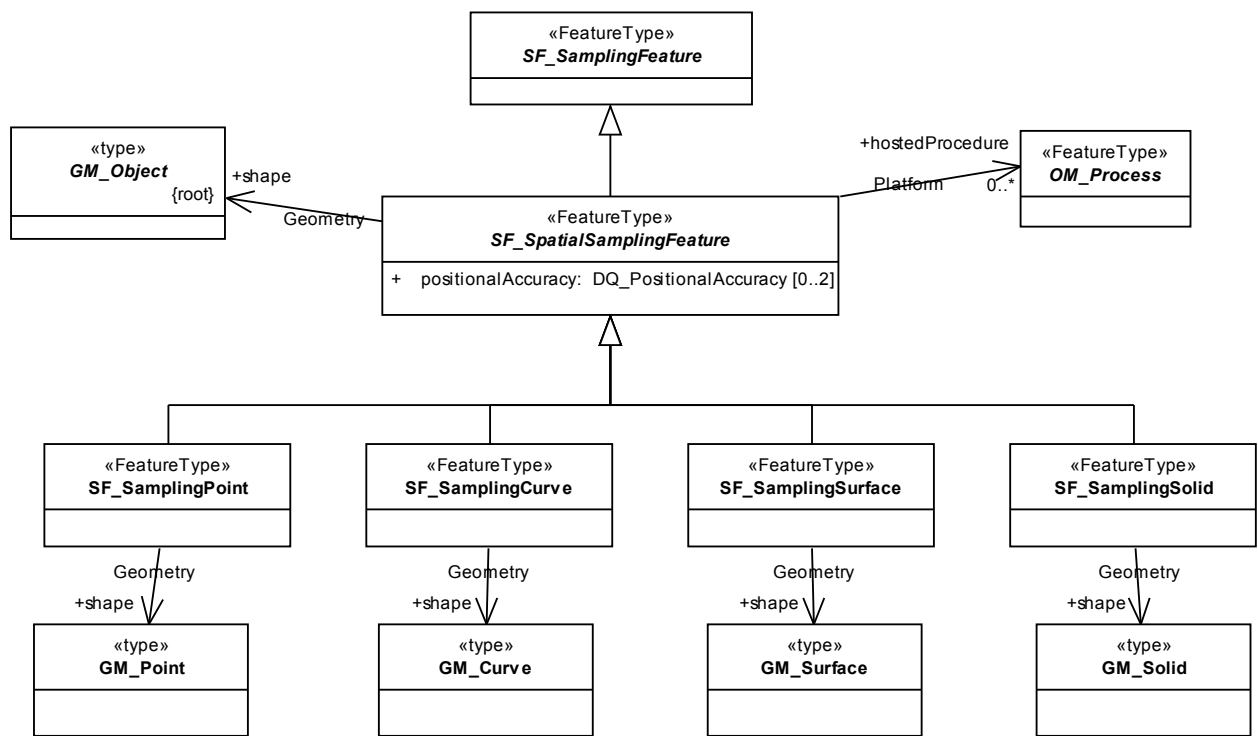 «FeatureType»
SF_SamplingFeature
«type»
GM_Object
{root}
+shape
Geometry
+hostedProcedure
Platform 0..*
«FeatureType»
OM_Process
«FeatureType»
SF_SpatialSamplingFeature
+ positionalAccuracy: DQ_PositionalAccuracy [0..2]
«FeatureType»
SF_SamplingPoint
«FeatureType»
SF_SamplingCurve
«FeatureType»
SF_SamplingSurface
«FeatureType»
SF_SamplingSolid
Geometry
+shape
Geometry
+shape
Geometry
+shape
Geometry
+shape
«type»
GM_Point
«type»
GM_Curve
«type»
GM_Surface
«type»
GM_Solid